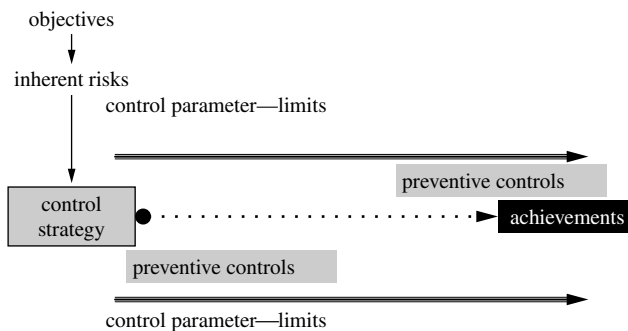 objectives
inherent risks
control parameter—limits
preventive controls
control
strategy
achievements
preventive controls
control parameter—limits